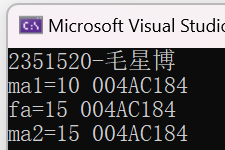 Microsoft Visual Studio
2351520-毛星博
ma1=10 004AC184
fa=15 004AC184
ma2=15 004AC184